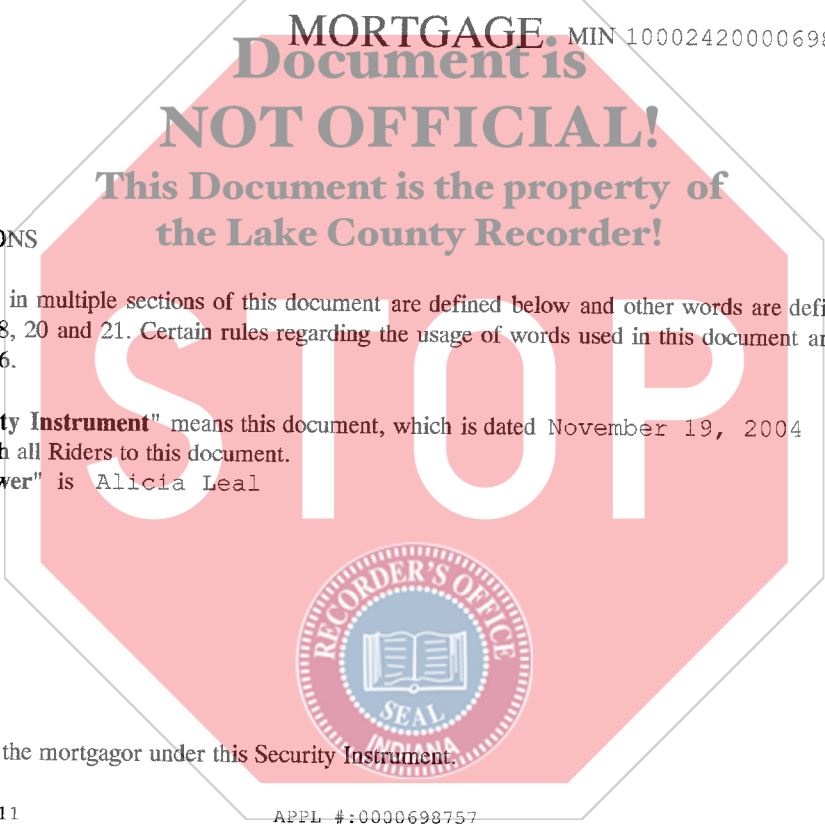 MORTGAGE MIN 1000242000069
Document is
NOT OFFICIAL!
This Document is the property of
the Lake County Recorder!
ONS
in multiple sections of this document are defined below and other words are defi
8, 20 and 21. Certain rules regarding the usage of words used in this document ar
6.
STOP
ty Instrument" means this document, which is dated November 19, 2004
h all Riders to this document.
wer" is Alicia Leal
RECORDER'S OFFICE
SEAL
INDIANA
the mortgagor under this Security Instrument.
11 APPL #:0000698757